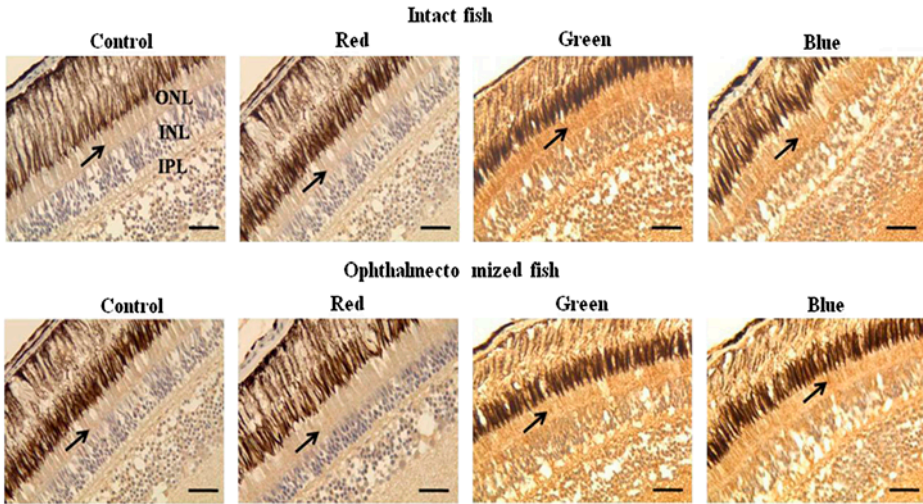 Intact fish
Control Red Green Blue
ONL
INL
IPL
Ophthalmecto mized fish
Control Red Green Blue